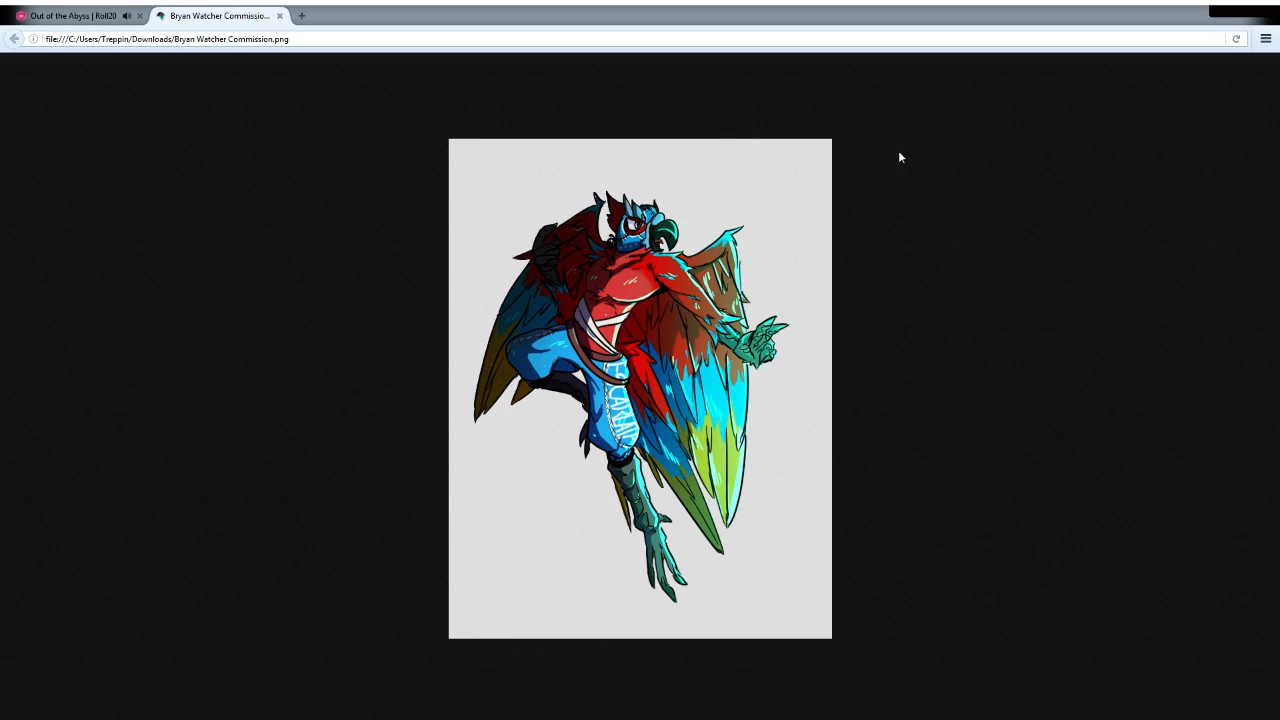 Out of the Abyss | Roll20
Bryan Watcher Commissio...
file:///C:/Users/Treppin/Downloads/Bryan Watcher Commission.png